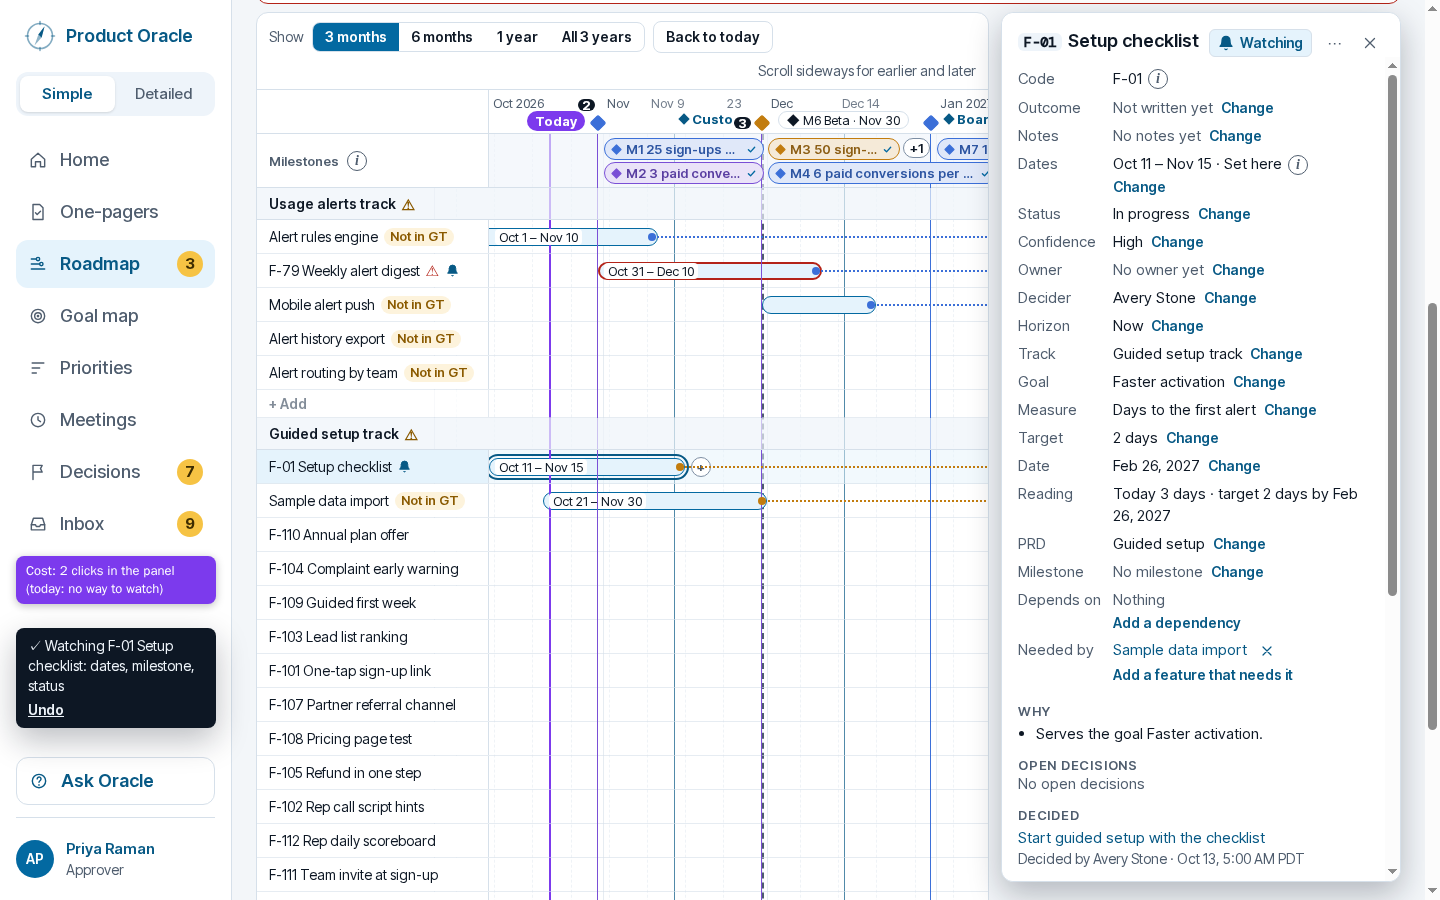 Product Oracle
Simple
Detailed
Home
One-pagers
Roadmap
3
Goal map
Priorities
Meetings
Decisions
7
Inbox
9
Cost: 2 clicks in the panel
(today: no way to watch)
✓ Watching F-01 Setup
checklist: dates, milestone,
status
Undo
Ask Oracle
AP
Priya Raman
Approver
Show
3 months
6 months
1 year
All 3 years
Back to today
Scroll sideways for earlier and later
Oct 2026
2
Nov
Nov 9
23
Dec
Dec 14
Jan 2027
Today
Custo
3
M6 Beta · Nov 30
Boar
Milestones
i
M1 25 sign-ups ...
M3 50 sign-...
+1
M7 1
M2 3 paid conve...
M4 6 paid conversions per ...
Usage alerts track
Alert rules engine
Not in GT
Oct 1 – Nov 10
F-79 Weekly alert digest
Oct 31 – Dec 10
Mobile alert push
Not in GT
Alert history export
Not in GT
Alert routing by team
Not in GT
+ Add
Guided setup track
F-01 Setup checklist
Oct 11 – Nov 15
+
Sample data import
Not in GT
Oct 21 – Nov 30
F-110 Annual plan offer
F-104 Complaint early warning
F-109 Guided first week
F-103 Lead list ranking
F-101 One-tap sign-up link
F-107 Partner referral channel
F-108 Pricing page test
F-105 Refund in one step
F-102 Rep call script hints
F-112 Rep daily scoreboard
F-111 Team invite at sign-up
F-01 Setup checklist
Watching
...
Code F-01 i
Outcome Not written yet Change
Notes No notes yet Change
Dates Oct 11 – Nov 15 · Set here i
Change
Status In progress Change
Confidence High Change
Owner No owner yet Change
Decider Avery Stone Change
Horizon Now Change
Track Guided setup track Change
Goal Faster activation Change
Measure Days to the first alert Change
Target 2 days Change
Date Feb 26, 2027 Change
Reading Today 3 days · target 2 days by Feb
26, 2027
PRD Guided setup Change
Milestone No milestone Change
Depends on Nothing
Add a dependency
Needed by Sample data import ×
Add a feature that needs it
WHY
• Serves the goal Faster activation.
OPEN DECISIONS
No open decisions
DECIDED
Start guided setup with the checklist
Decided by Avery Stone · Oct 13, 5:00 AM PDT